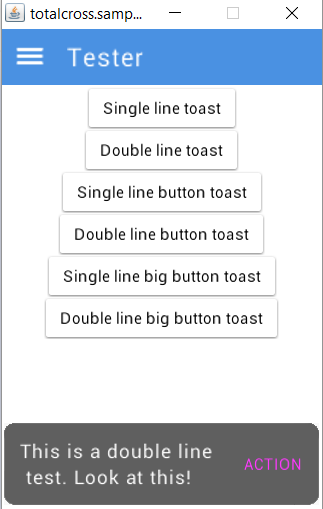 totalcross.samp...
Tester
Single line toast
Double line toast
Single line button toast
Double line button toast
Single line big button toast
Double line big button toast
This is a double line
test. Look at this!
ACTION